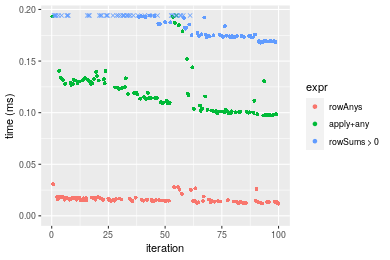 0.20
0.15
0.10
0.05
0.00
time (ms)
0
25
50
75
100
iteration
expr
rowAnys
apply+any
rowSums > 0